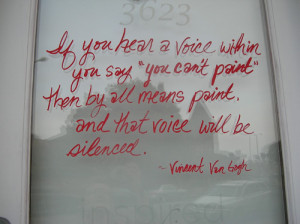 3623
If you hear a voice within
you say "you can't paint"
then by all means paint.
and that voice will be
silenced.
~ Vincent Van Gogh